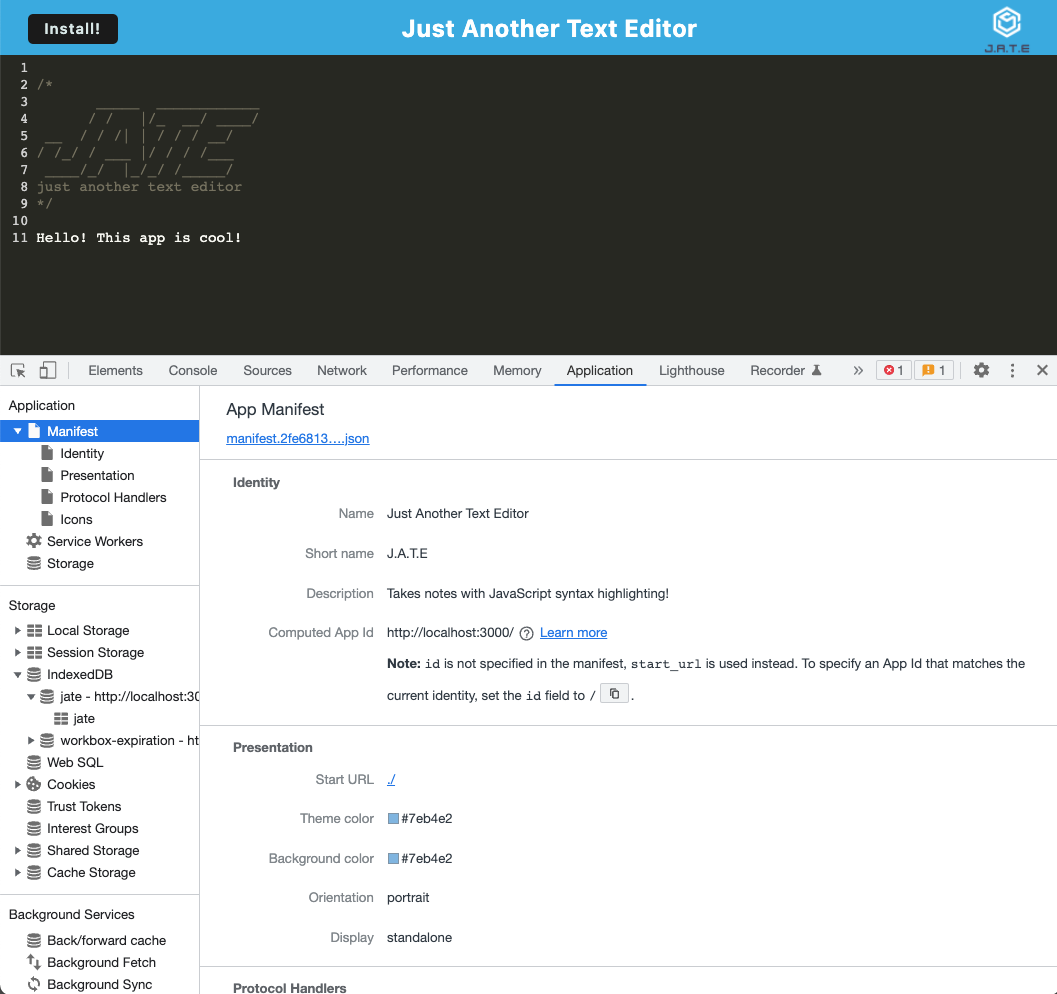 Install!
Just Another Text Editor
J.A.T.E
1
2 /*
3        ______  ______________
4       / /   |/_  __/ ____/
5  __  / / /| | / / / __/
6 / /_/ / ___ |/ / / /___
7  ____/_/  |_/_/ /_____/
8 just another text editor
9 */
10
11 Hello! This app is cool!
Elements Console Sources Network Performance Memory Application Lighthouse Recorder 1 1
Application
Manifest
Identity
Presentation
Protocol Handlers
Icons
Service Workers
Storage
Storage
Local Storage
Session Storage
IndexedDB
jate - http://localhost:30
jate
workbox-expiration - ht
Web SQL
Cookies
Trust Tokens
Interest Groups
Shared Storage
Cache Storage
Background Services
Back/forward cache
Background Fetch
Background Sync
App Manifest
manifest.2fe6813….json
Identity
Name Just Another Text Editor
Short name J.A.T.E
Description Takes notes with JavaScript syntax highlighting!
Computed App Id http://localhost:3000/ Learn more
Note: id is not specified in the manifest, start_url is used instead. To specify an App Id that matches the
current identity, set the id field to / .
Presentation
Start URL ./
Theme color #7eb4e2
Background color #7eb4e2
Orientation portrait
Display standalone
Protocol Handlers